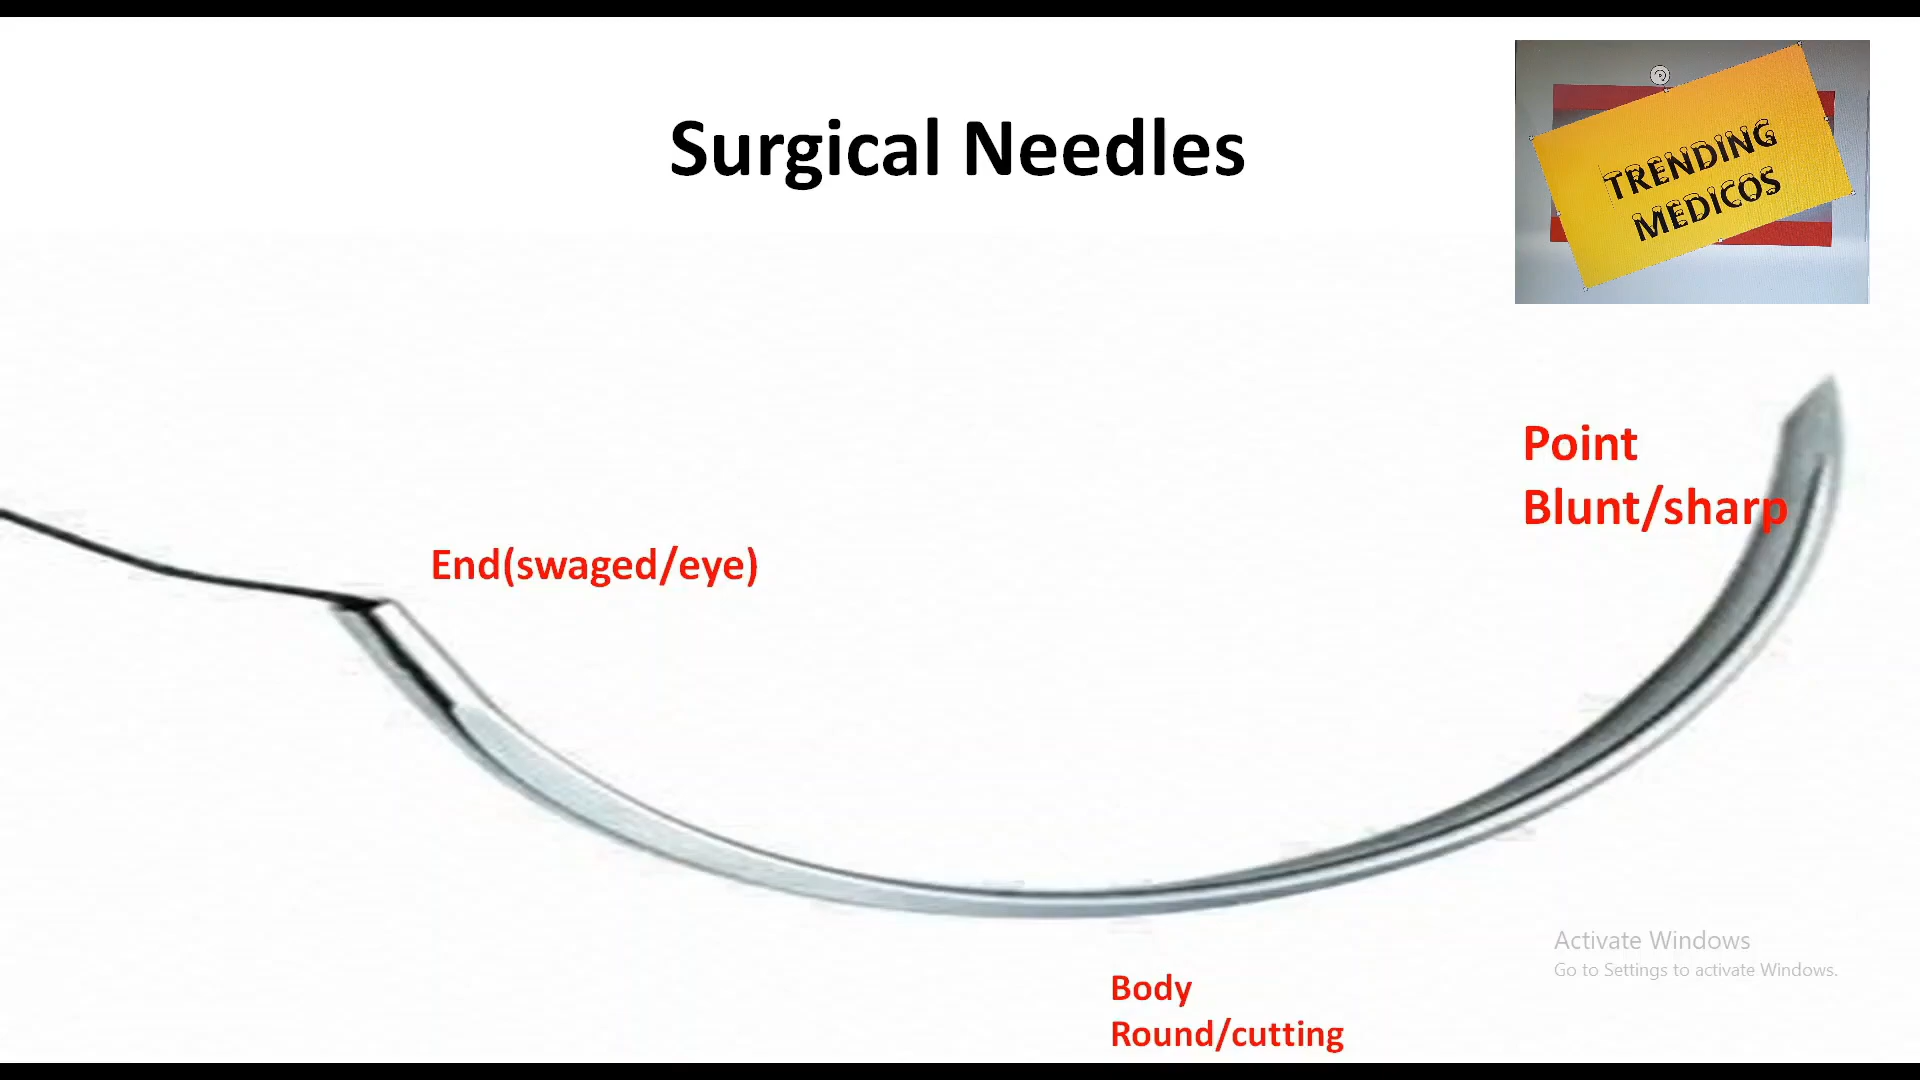 Surgical Needles
TRENDING
MEDICOS
Point
Blunt/sharp
End(swaged/eye)
Activate Windows
Go to Settings to activate Windows.
Body
Round/cutting